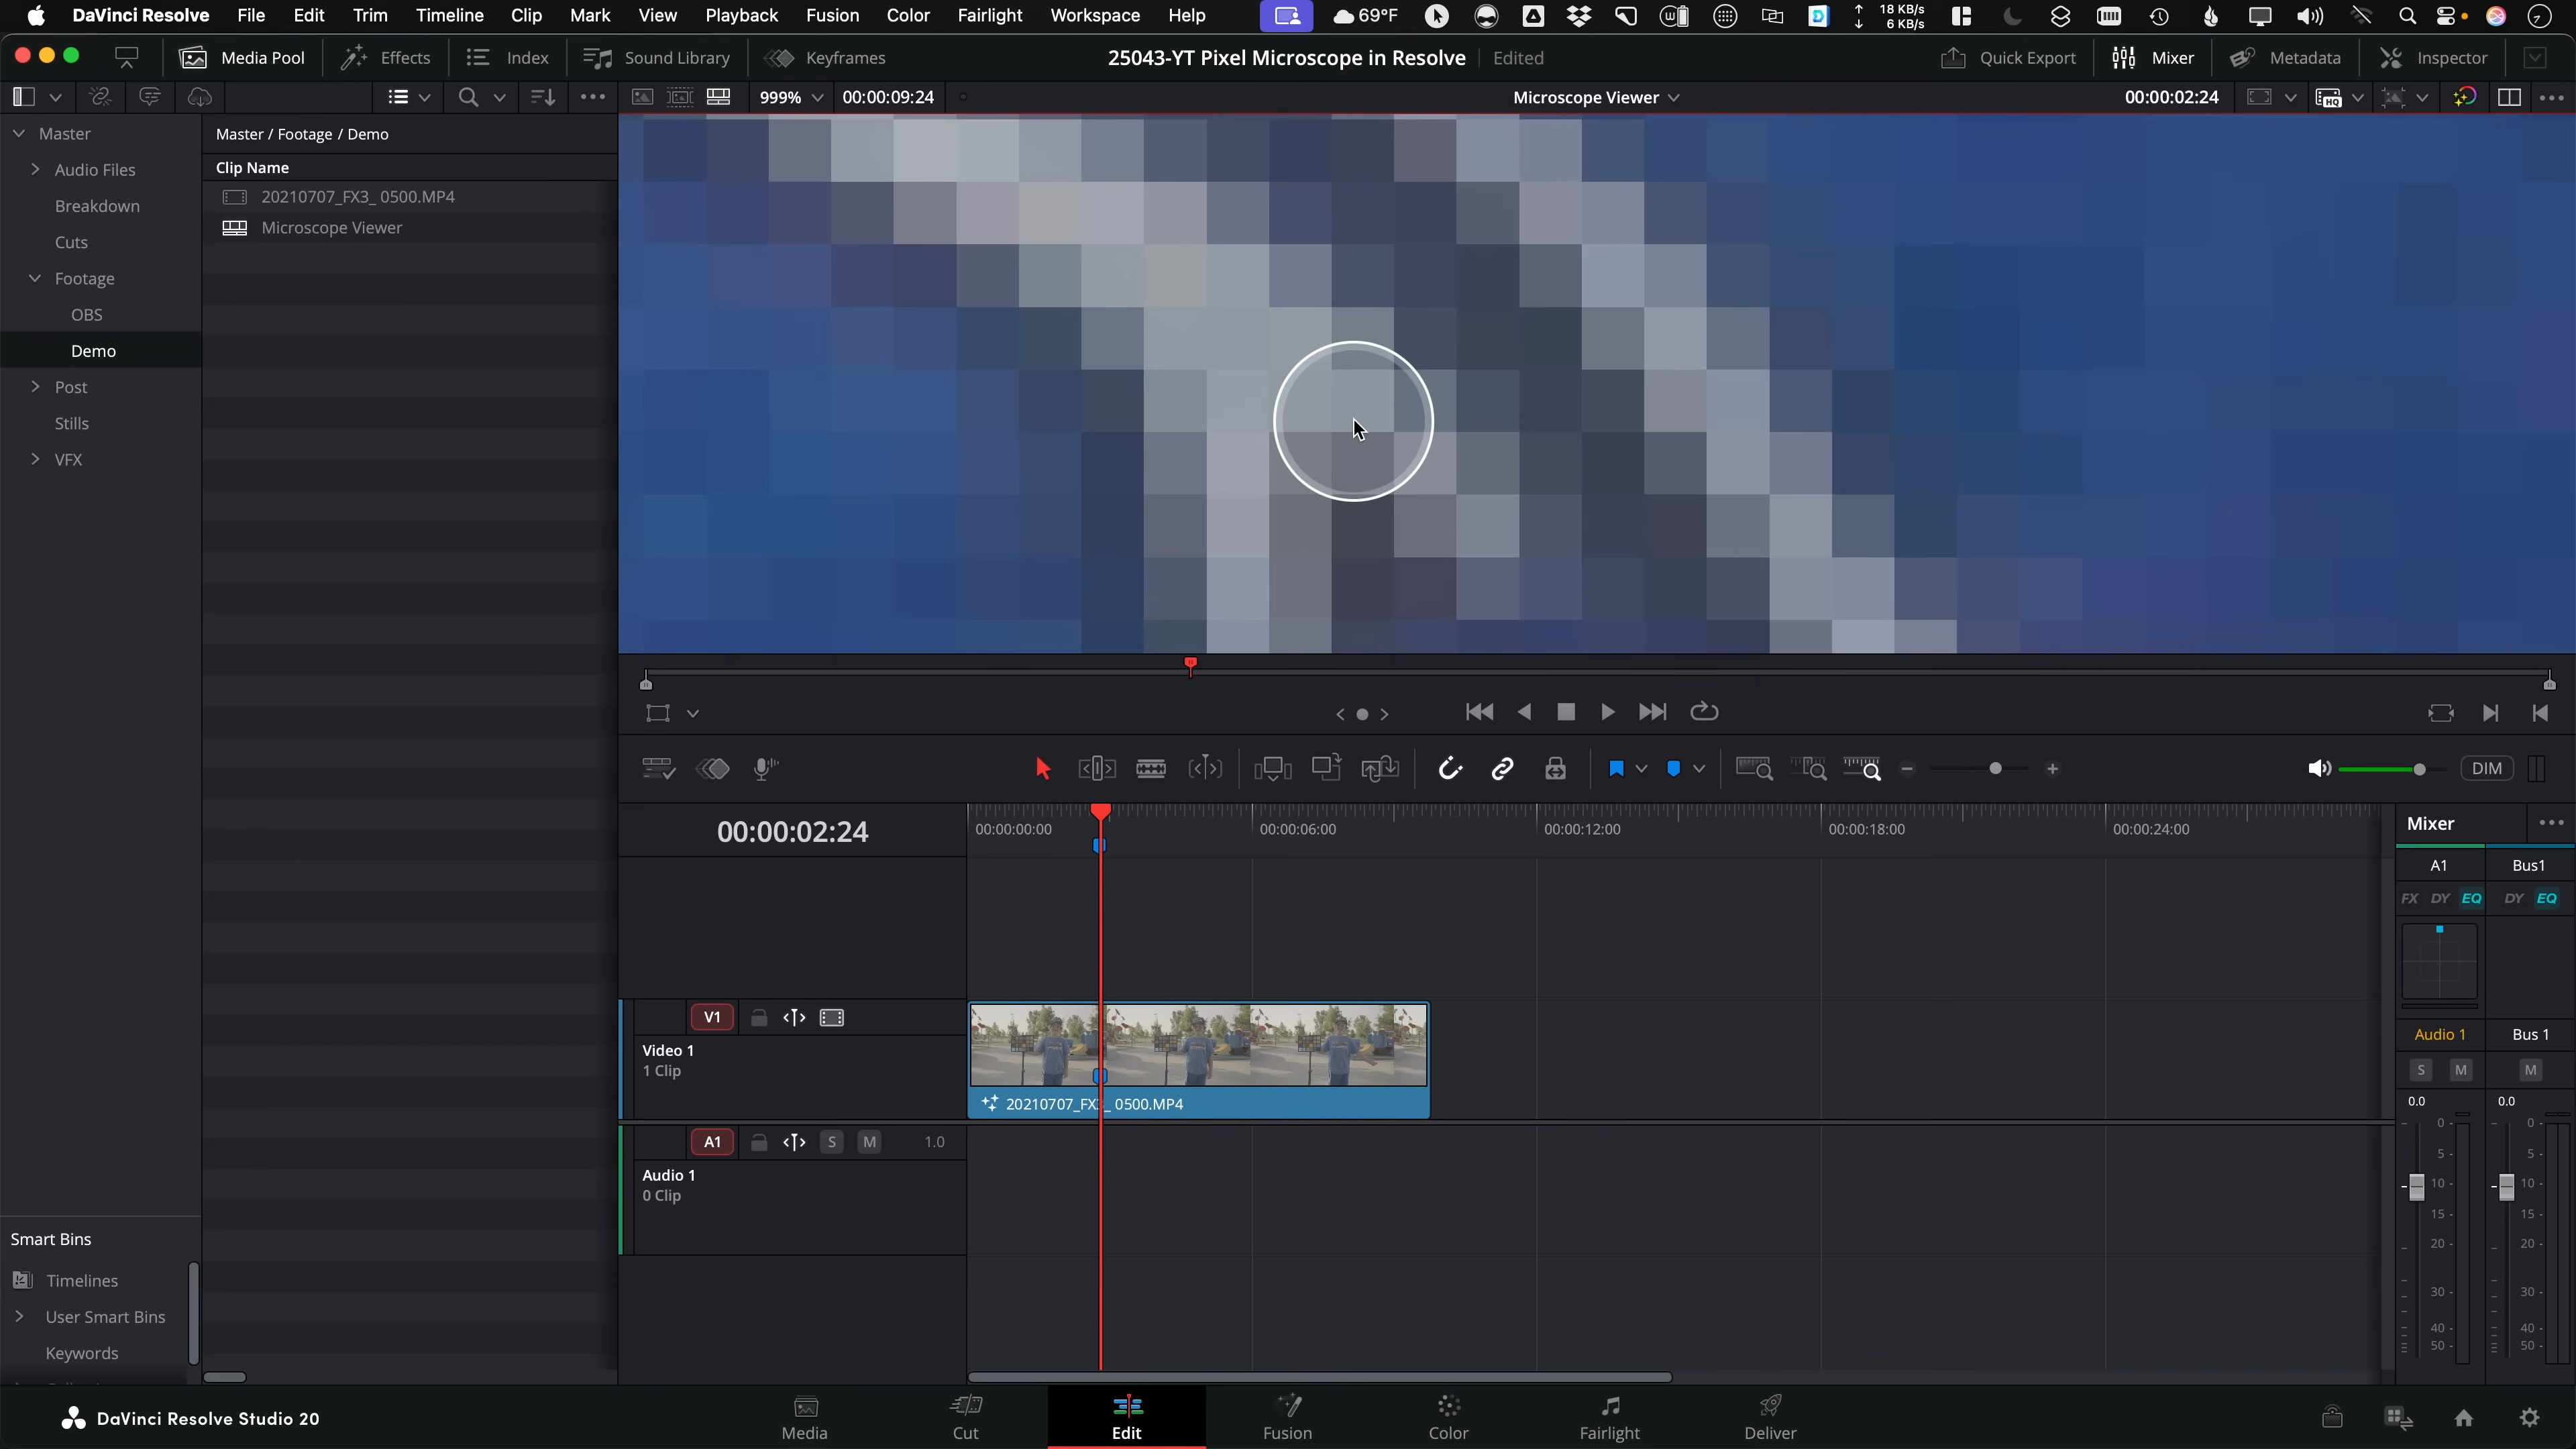 DaVinci Resolve File Edit Trim Timeline Clip Mark View Playback Fusion Color Fairlight Workspace Help 69°F 18 KB/s 6 KB/s
Media Pool Effects Index Sound Library Keyframes 25043-YT Pixel Microscope in Resolve Edited Quick Export Mixer Metadata Inspector
999% 00:00:09:24 Microscope Viewer 00:00:02:24 HQ
Master
Audio Files
Breakdown
Cuts
Footage
OBS
Demo
Post
Stills
VFX
Master / Footage / Demo
Clip Name
20210707_FX3_ 0500.MP4
Microscope Viewer
DIM
00:00:02:24
00:00:00:00 00:00:06:00 00:00:12:00 00:00:18:00 00:00:24:00
V1
Video 1
1 Clip
20210707_FX3_ 0500.MP4
A1 S M 1.0
Audio 1
0 Clip
Mixer
A1 Bus1
FX DY EQ DY EQ
Audio 1 Bus 1
S M M
0.0 0.0
0 0
5 5
10 10
15 15
20 20
30 30
40 40
50 50
Smart Bins
Timelines
User Smart Bins
Keywords
DaVinci Resolve Studio 20
Media Cut Edit Fusion Color Fairlight Deliver